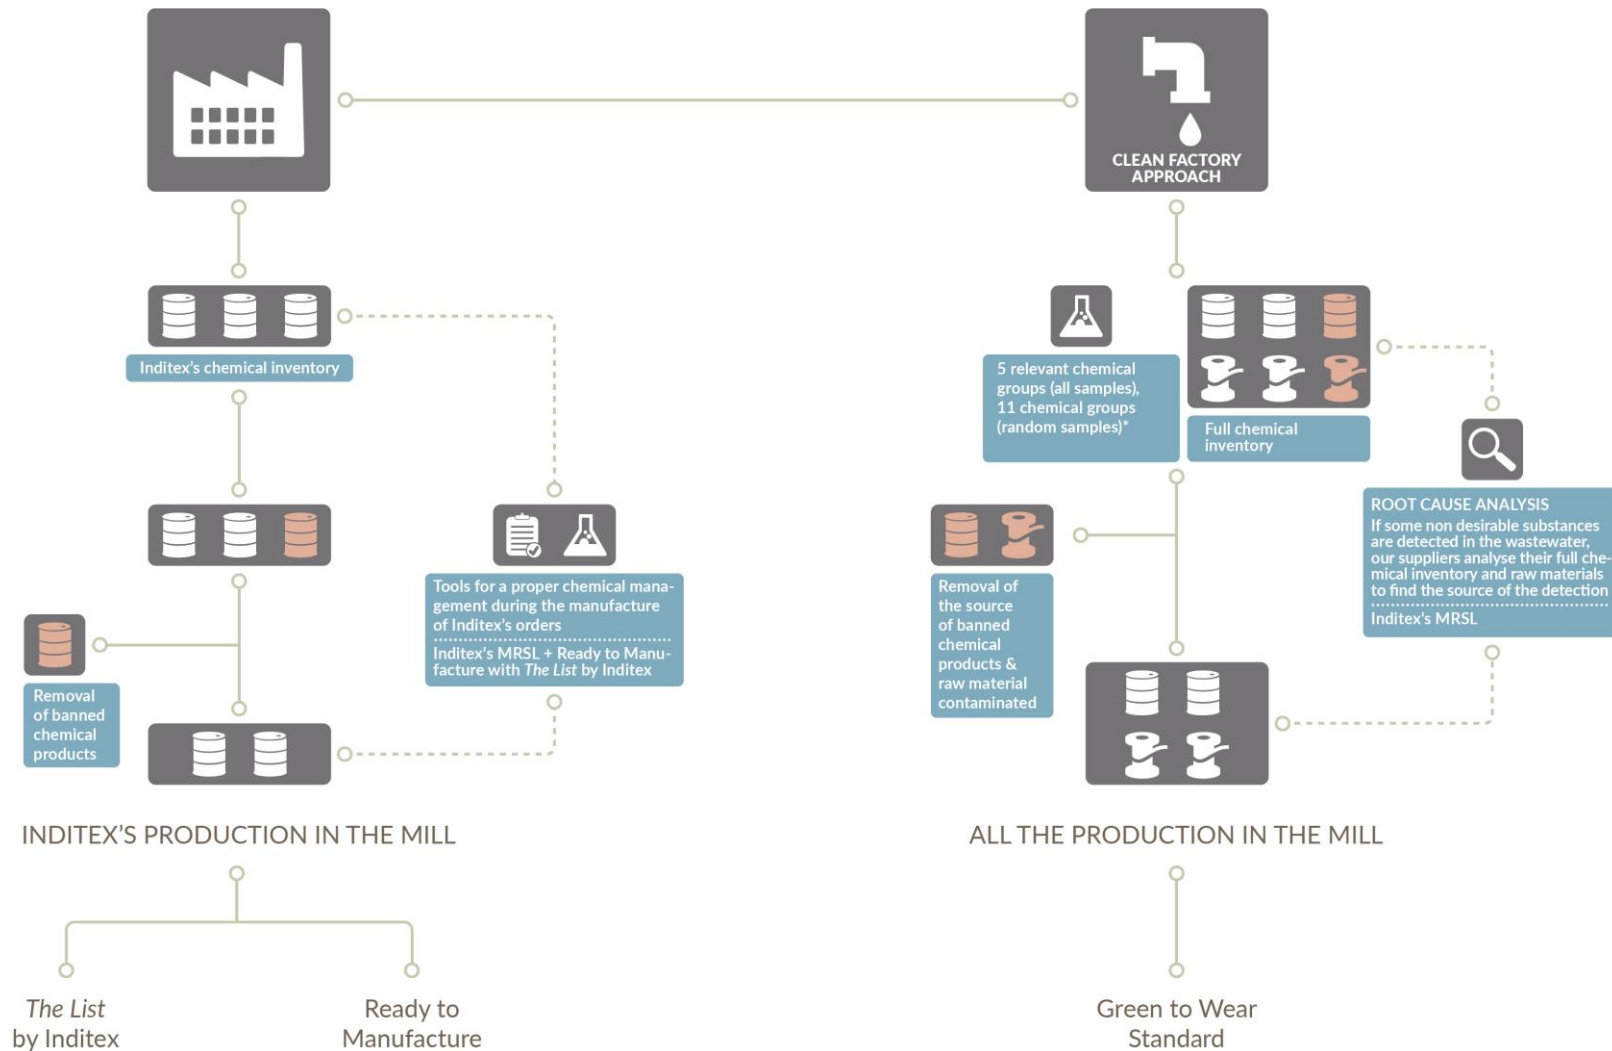 CLEAN FACTORY
APPROACH
Inditex's chemical inventory
5 relevant chemical
groups (all samples),
11 chemical groups
(random samples)*
Full chemical
inventory
ROOT CAUSE ANALYSIS
If some non desirable substances
are detected in the wastewater,
our suppliers analyse their full che-
mical inventory and raw materials
to find the source of the detection
Inditex's MRSL
Tools for a proper chemical mana-
gement during the manufacture
of Inditex's orders
Inditex's MRSL + Ready to Manu-
facture with The List by Inditex
Removal of
the source
of banned
chemical
products &
raw material
contaminated
Removal
of banned
chemical
products
INDITEX'S PRODUCTION IN THE MILL
ALL THE PRODUCTION IN THE MILL
The List
by Inditex
Ready to
Manufacture
Green to Wear
Standard